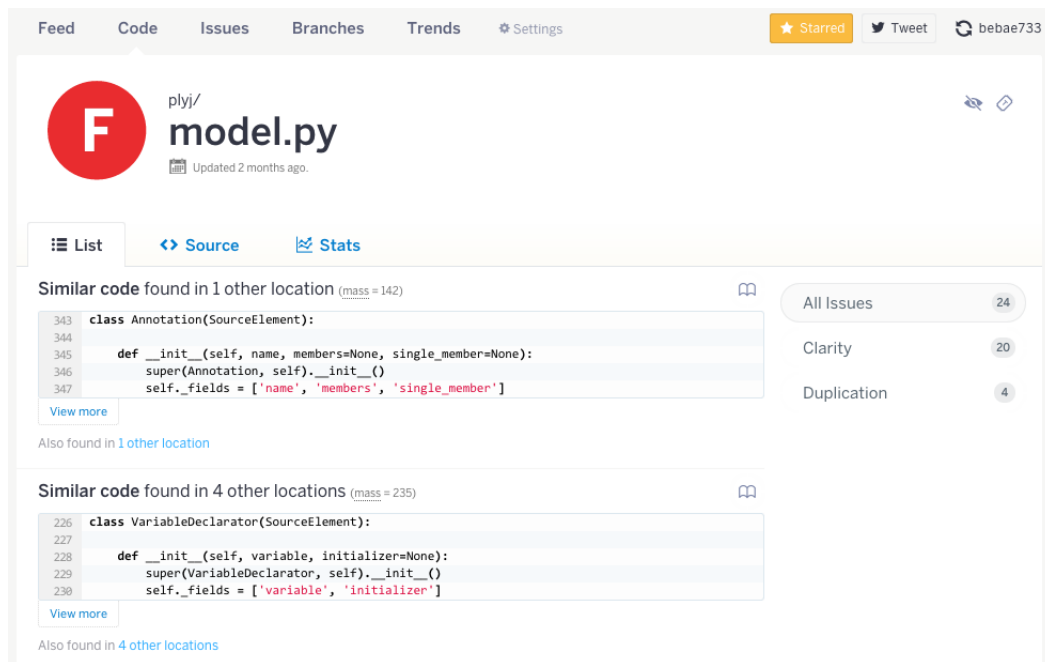 Feed Code Issues Branches Trends Settings Starred Tweet bebae733
F
plyj/
model.py
Updated 2 months ago.
List Source Stats
Similar code found in 1 other location (mass = 142)
343 class Annotation(SourceElement):
344
345     def __init__(self, name, members=None, single_member=None):
346         super(Annotation, self).__init__()
347         self._fields = ['name', 'members', 'single_member']
View more
Also found in 1 other location
Similar code found in 4 other locations (mass = 235)
226 class VariableDeclarator(SourceElement):
227
228     def __init__(self, variable, initializer=None):
229         super(VariableDeclarator, self).__init__()
230         self._fields = ['variable', 'initializer']
View more
Also found in 4 other locations
All Issues 24
Clarity 20
Duplication 4